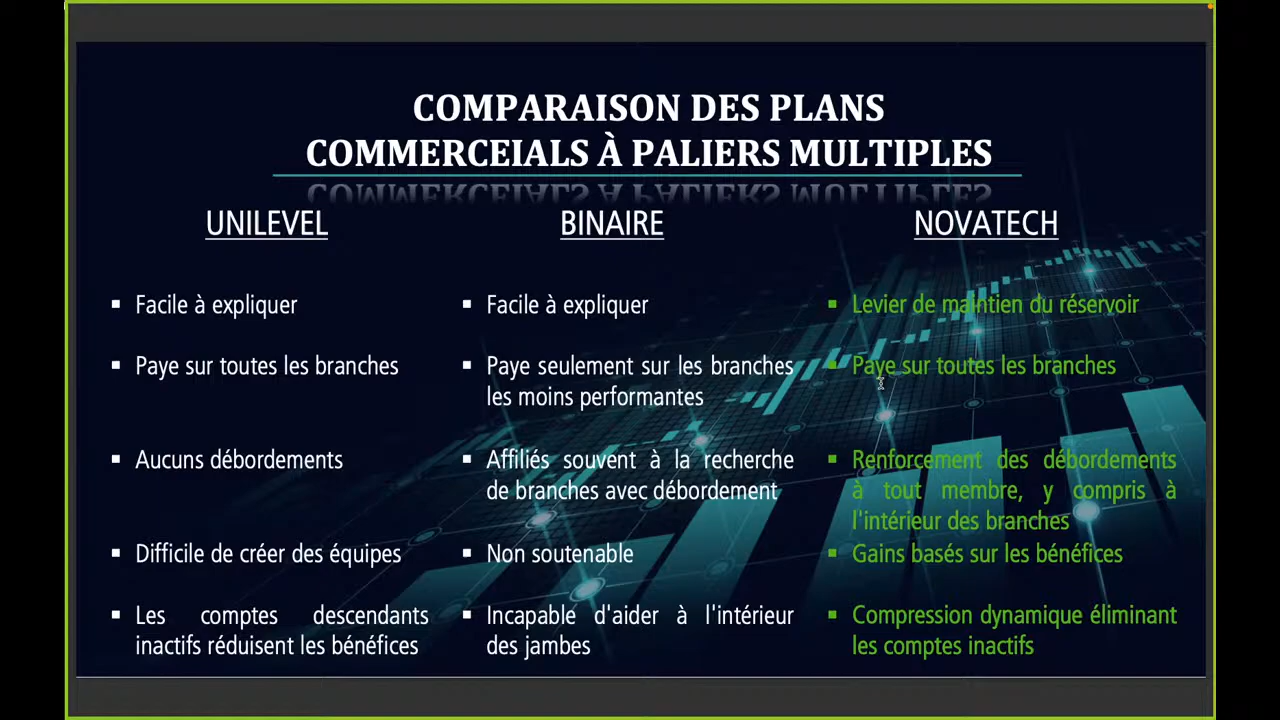 COMPARAISON DES PLANS
COMMERCEIALS À PALIERS MULTIPLES
UNILEVEL
Facile à expliquer
Paye sur toutes les branches
Aucuns débordements
Difficile de créer des équipes
Les comptes descendants
inactifs réduisent les bénéfices
BINAIRE
Facile à expliquer
Paye seulement sur les branches
les moins performantes
Affiliés souvent à la recherche
de branches avec débordement
Non soutenable
Incapable d'aider à l'intérieur
des jambes
NOVATECH
Levier de maintien du réservoir
Paye sur toutes les branches
Renforcement des débordements
à tout membre, y compris à
l'intérieur des branches
Gains basés sur les bénéfices
Compression dynamique éliminant
les comptes inactifs